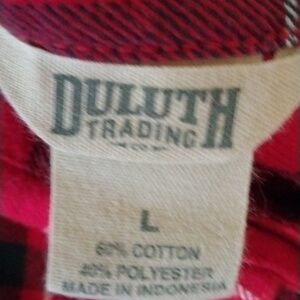 DULUTH
TRADING
L
60% COTTON
40% POLYESTER
MADE IN INDONESIA